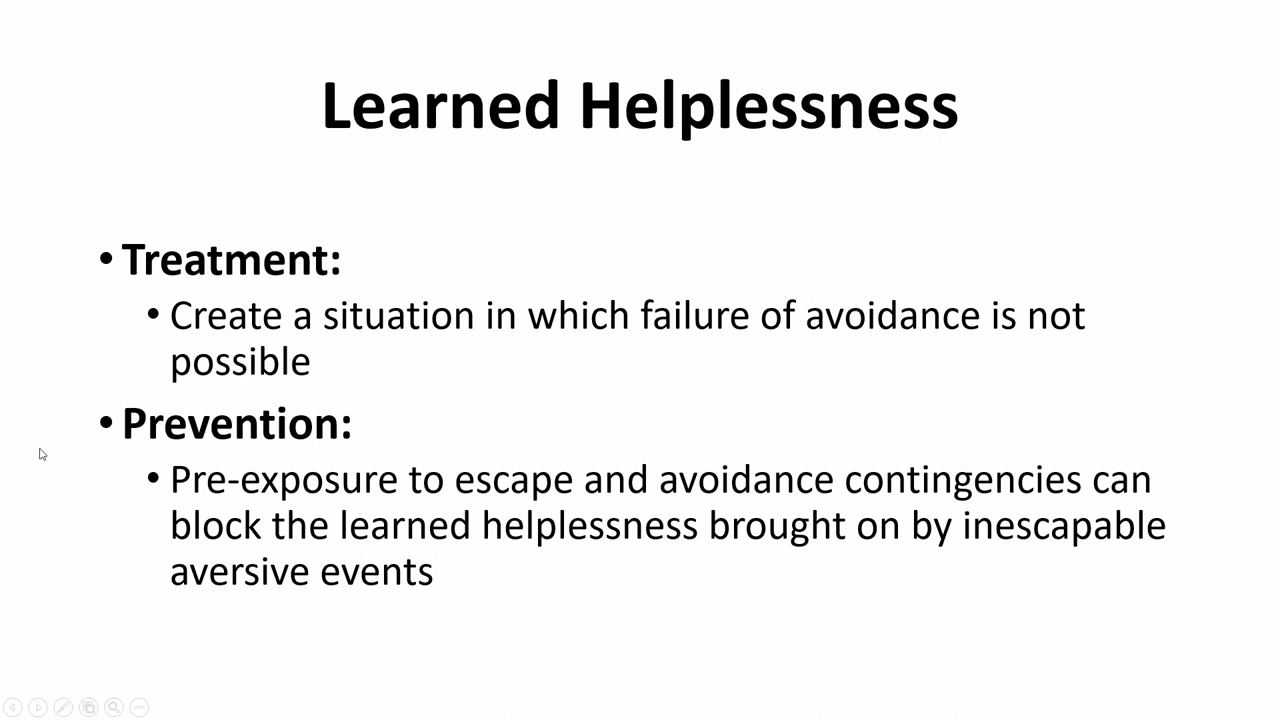 Learned Helplessness
• Treatment:
• Create a situation in which failure of avoidance is not
possible
• Prevention:
• Pre-exposure to escape and avoidance contingencies can
block the learned helplessness brought on by inescapable
aversive events